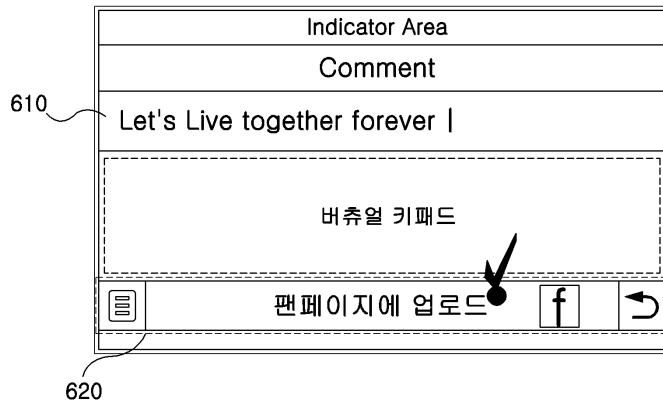 Indicator Area
Comment
610
Let's Live together forever
버츄얼 키패드
팬페이지에 업로드 f
620